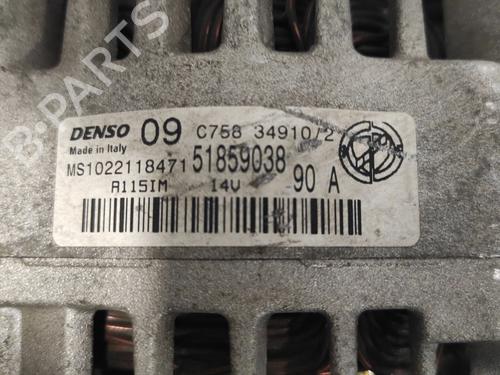 B-PARTS
DENSO 09 C758 34910/2
Made in Italy
MS1022118471 51859038
A115IM 14V 90 A